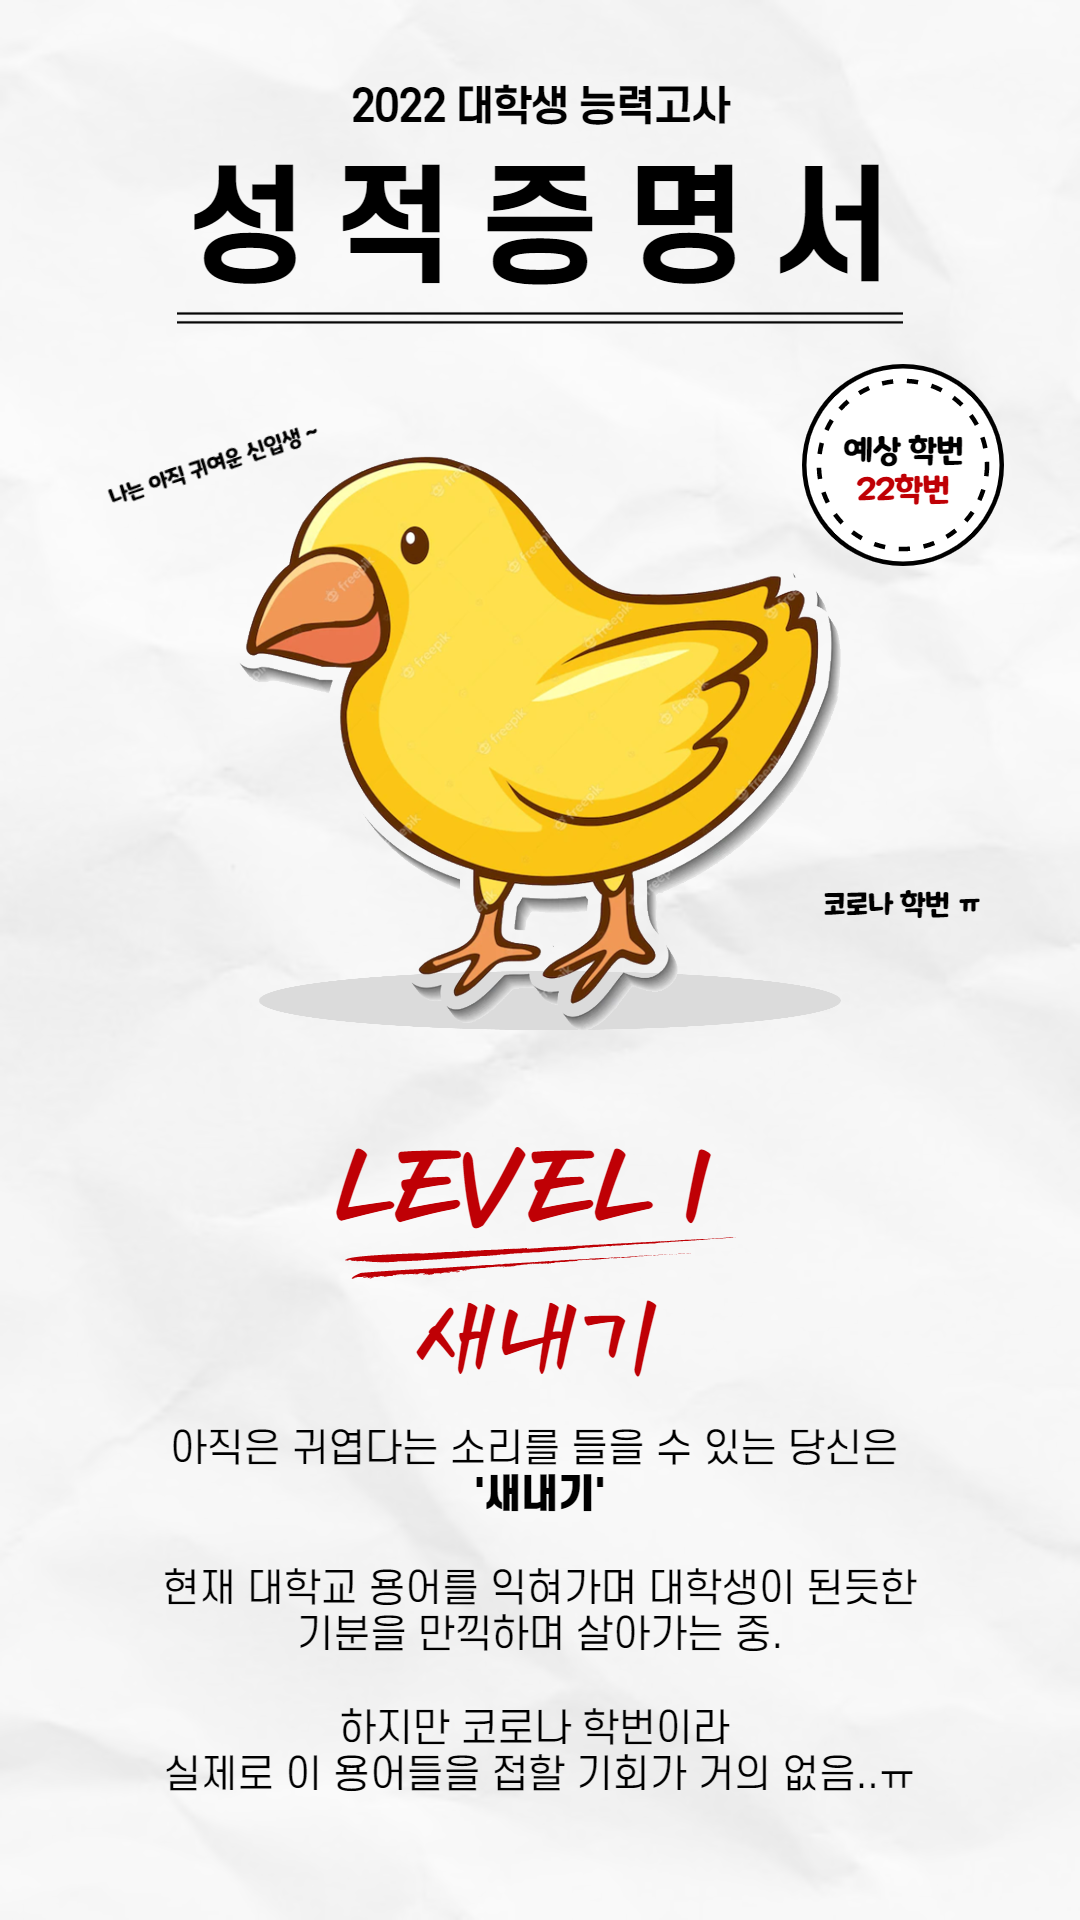 2022 대학생 능력고사
성적증명서
예상 학번
22학번
나는 아직 귀여운 신입생 ~
코로나 학번 ㅠ
LEVEL 1
새내기
아직은 귀엽다는 소리를 들을 수 있는 당신은
'새내기'
현재 대학교 용어를 익혀가며 대학생이 된듯한
기분을 만끽하며 살아가는 중.
하지만 코로나 학번이라
실제로 이 용어들을 접할 기회가 거의 없음..ㅠ